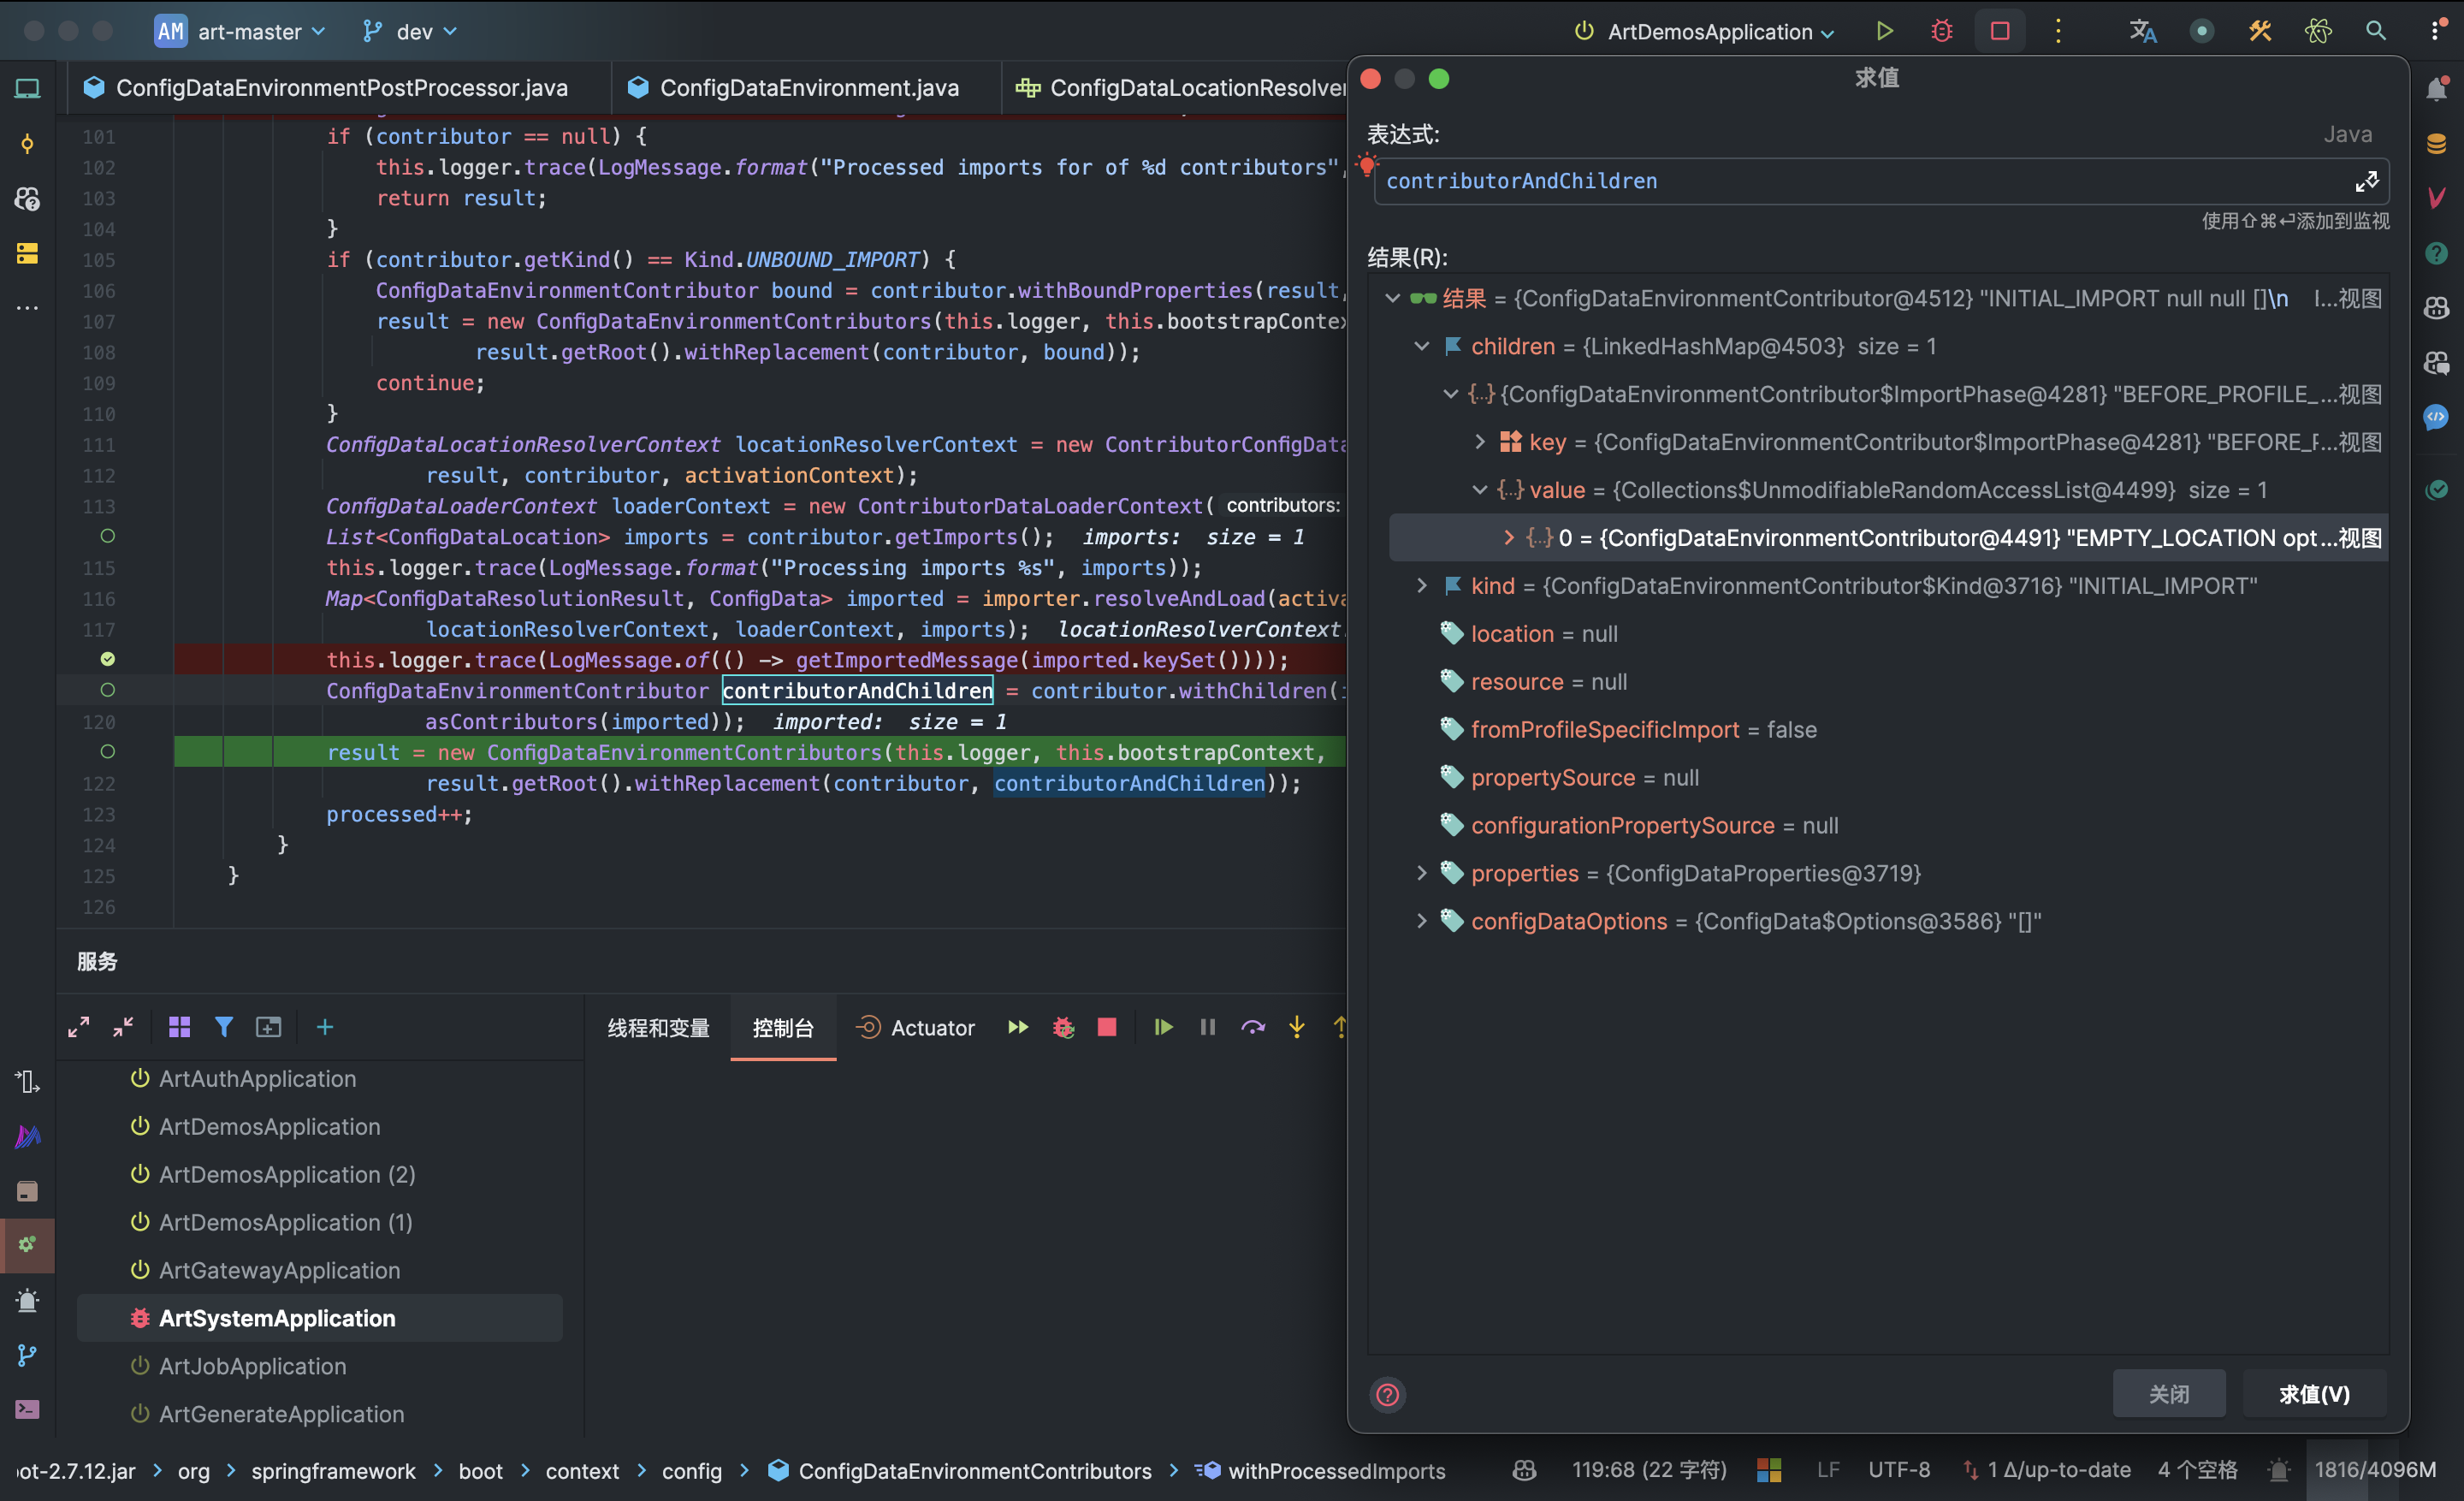 AM art-master dev ArtDemosApplication
ConfigDataEnvironmentPostProcessor.java ConfigDataEnvironment.java ConfigDataLocationResolver
101 if (contributor == null) {
102 this.logger.trace(LogMessage.format("Processed imports for of %d contributors",
103 return result;
104 }
105 if (contributor.getKind() == Kind.UNBOUND_IMPORT) {
106 ConfigDataEnvironmentContributor bound = contributor.withBoundProperties(result,
107 result = new ConfigDataEnvironmentContributors(this.logger, this.bootstrapContex
108 result.getRoot().withReplacement(contributor, bound));
109 continue;
110 }
111 ConfigDataLocationResolverContext locationResolverContext = new ContributorConfigData
112 result, contributor, activationContext);
113 ConfigDataLoaderContext loaderContext = new ContributorDataLoaderContext( contributors:
List<ConfigDataLocation> imports = contributor.getImports(); imports: size = 1
115 this.logger.trace(LogMessage.format("Processing imports %s", imports));
116 Map<ConfigDataResolutionResult, ConfigData> imported = importer.resolveAndLoad(activa
117 locationResolverContext, loaderContext, imports); locationResolverContext
this.logger.trace(LogMessage.of(() -> getImportedMessage(imported.keySet())));
ConfigDataEnvironmentContributor contributorAndChildren = contributor.withChildren(
120 asContributors(imported)); imported: size = 1
result = new ConfigDataEnvironmentContributors(this.logger, this.bootstrapContext,
122 result.getRoot().withReplacement(contributor, contributorAndChildren));
123 processed++;
124 }
125 }
126
求值
表达式: Java
contributorAndChildren
使用⇧⌘⏎添加到监视
结果(R):
结果 = {ConfigDataEnvironmentContributor@4512} "INITIAL_IMPORT null null []\n I...视图
children = {LinkedHashMap@4503} size = 1
{ConfigDataEnvironmentContributor$ImportPhase@4281} "BEFORE_PROFILE_...视图
key = {ConfigDataEnvironmentContributor$ImportPhase@4281} "BEFORE_F...视图
value = {Collections$UnmodifiableRandomAccessList@4499} size = 1
0 = {ConfigDataEnvironmentContributor@4491} "EMPTY_LOCATION opt...视图
kind = {ConfigDataEnvironmentContributor$Kind@3716} "INITIAL_IMPORT"
location = null
resource = null
fromProfileSpecificImport = false
propertySource = null
configurationPropertySource = null
properties = {ConfigDataProperties@3719}
configDataOptions = {ConfigData$Options@3586} "[]"
关闭 求值(V)
服务
线程和变量 控制台 Actuator
ArtAuthApplication
ArtDemosApplication
ArtDemosApplication (2)
ArtDemosApplication (1)
ArtGatewayApplication
ArtSystemApplication
ArtJobApplication
ArtGenerateApplication
ot-2.7.12.jar org springframework boot context config ConfigDataEnvironmentContributors withProcessedImports 119:68 (22 字符) LF UTF-8 1 Δ/up-to-date 4 个空格 1816/4096M